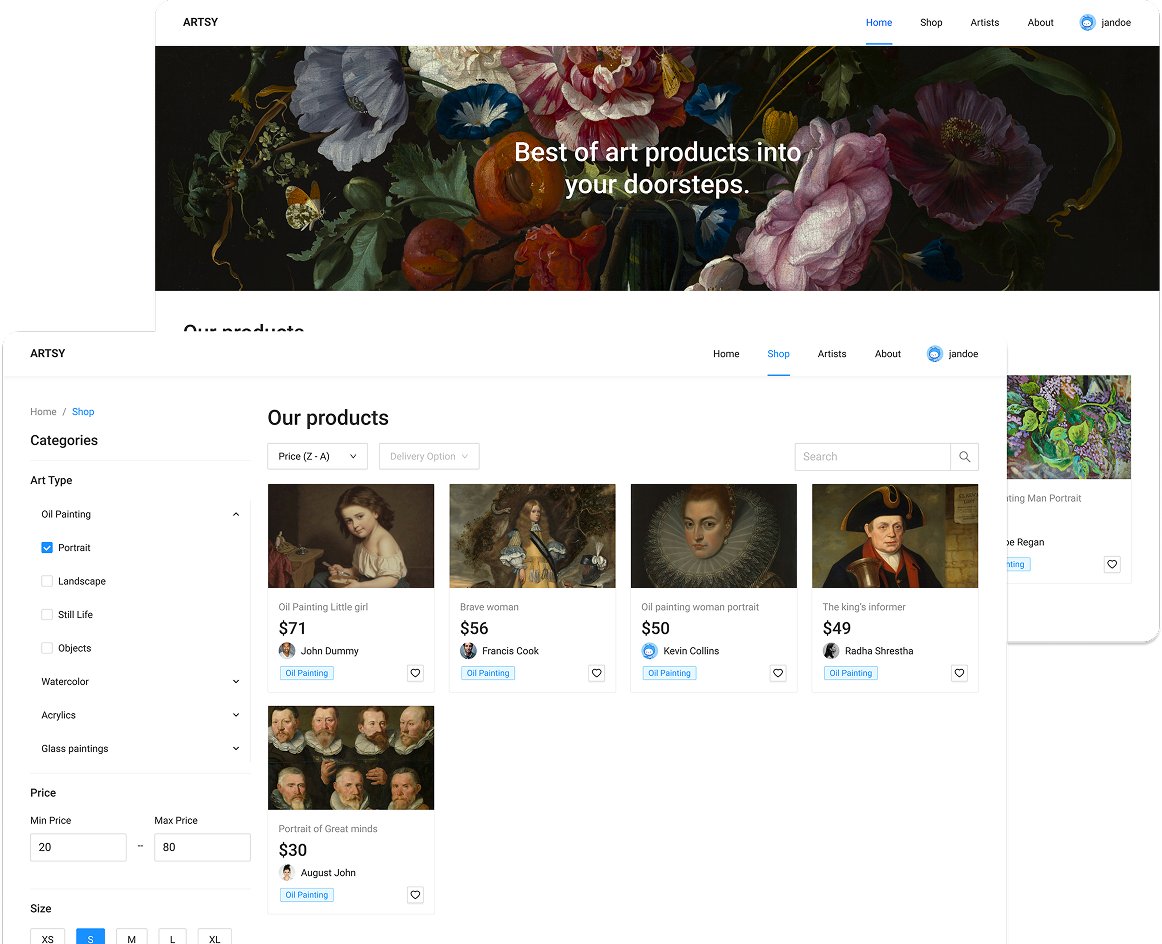 ARTSY
Home Shop Artists About jandoe
Best of art products into
your doorsteps.
Our products
ARTSY
Home Shop Artists About jandoe
Home / Shop
Categories
Art Type
Oil Painting
Portrait
Landscape
Still Life
Objects
Watercolor
Acrylics
Glass paintings
Price
Min Price Max Price
20 -- 80
Size
XS S M L XL
Our products
Price (Z - A) Delivery Option Search
Oil Painting Little girl
$71
John Dummy
Oil Painting
Brave woman
$56
Francis Cook
Oil Painting
Oil painting woman portrait
$50
Kevin Collins
Oil Painting
The king's informer
$49
Radha Shrestha
Oil Painting
Portrait of Great minds
$30
August John
Oil Painting
Man Portrait
Regan